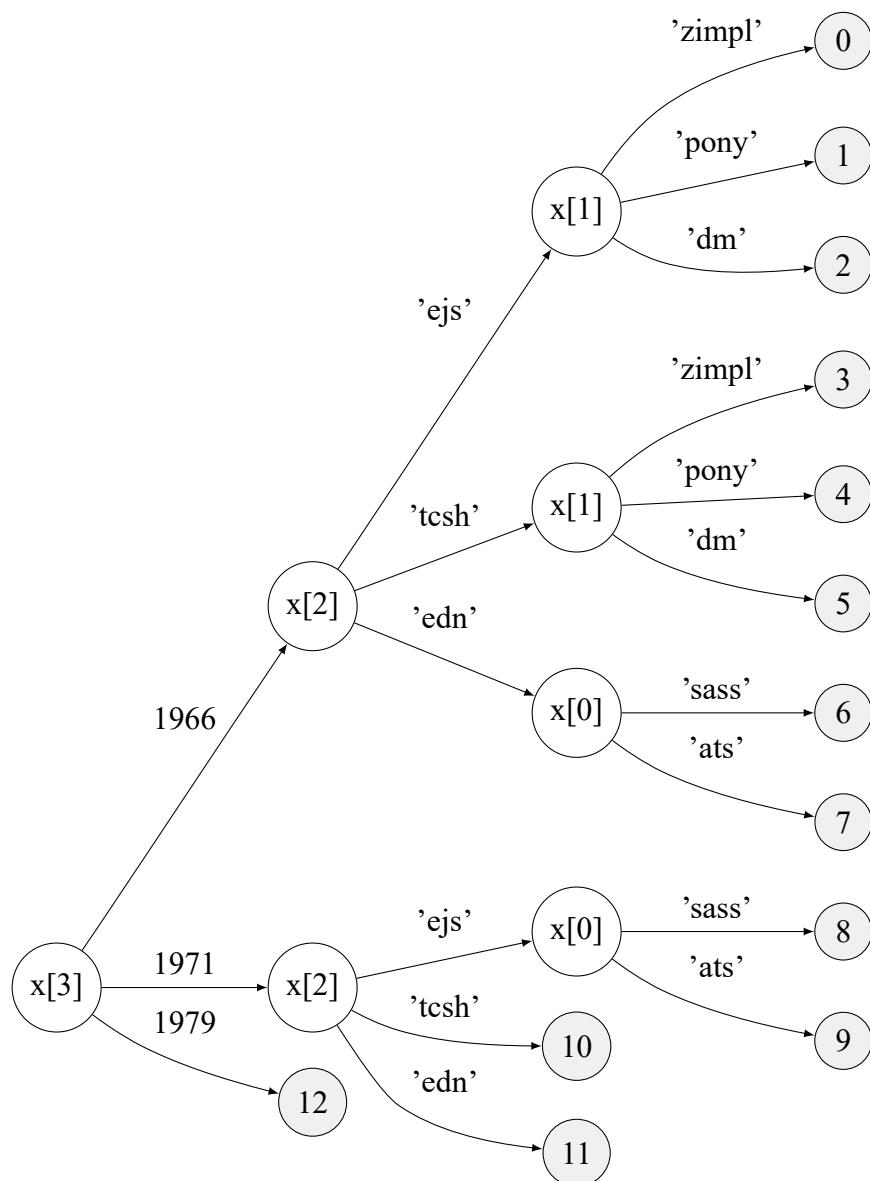 ’zimpl’
0
’pony’
1
x[1]
’dm’
2
’ejs’
’zimpl’
3
’pony’
4
’tcsh’
x[1]
’dm’
5
x[2]
’edn’
’sass’
6
x[0]
1966
’ats’
7
’ejs’
’sass’
8
x[0]
1971
’ats’
x[3]
x[2]
’tcsh’
1979
9
10
’edn’
12
11